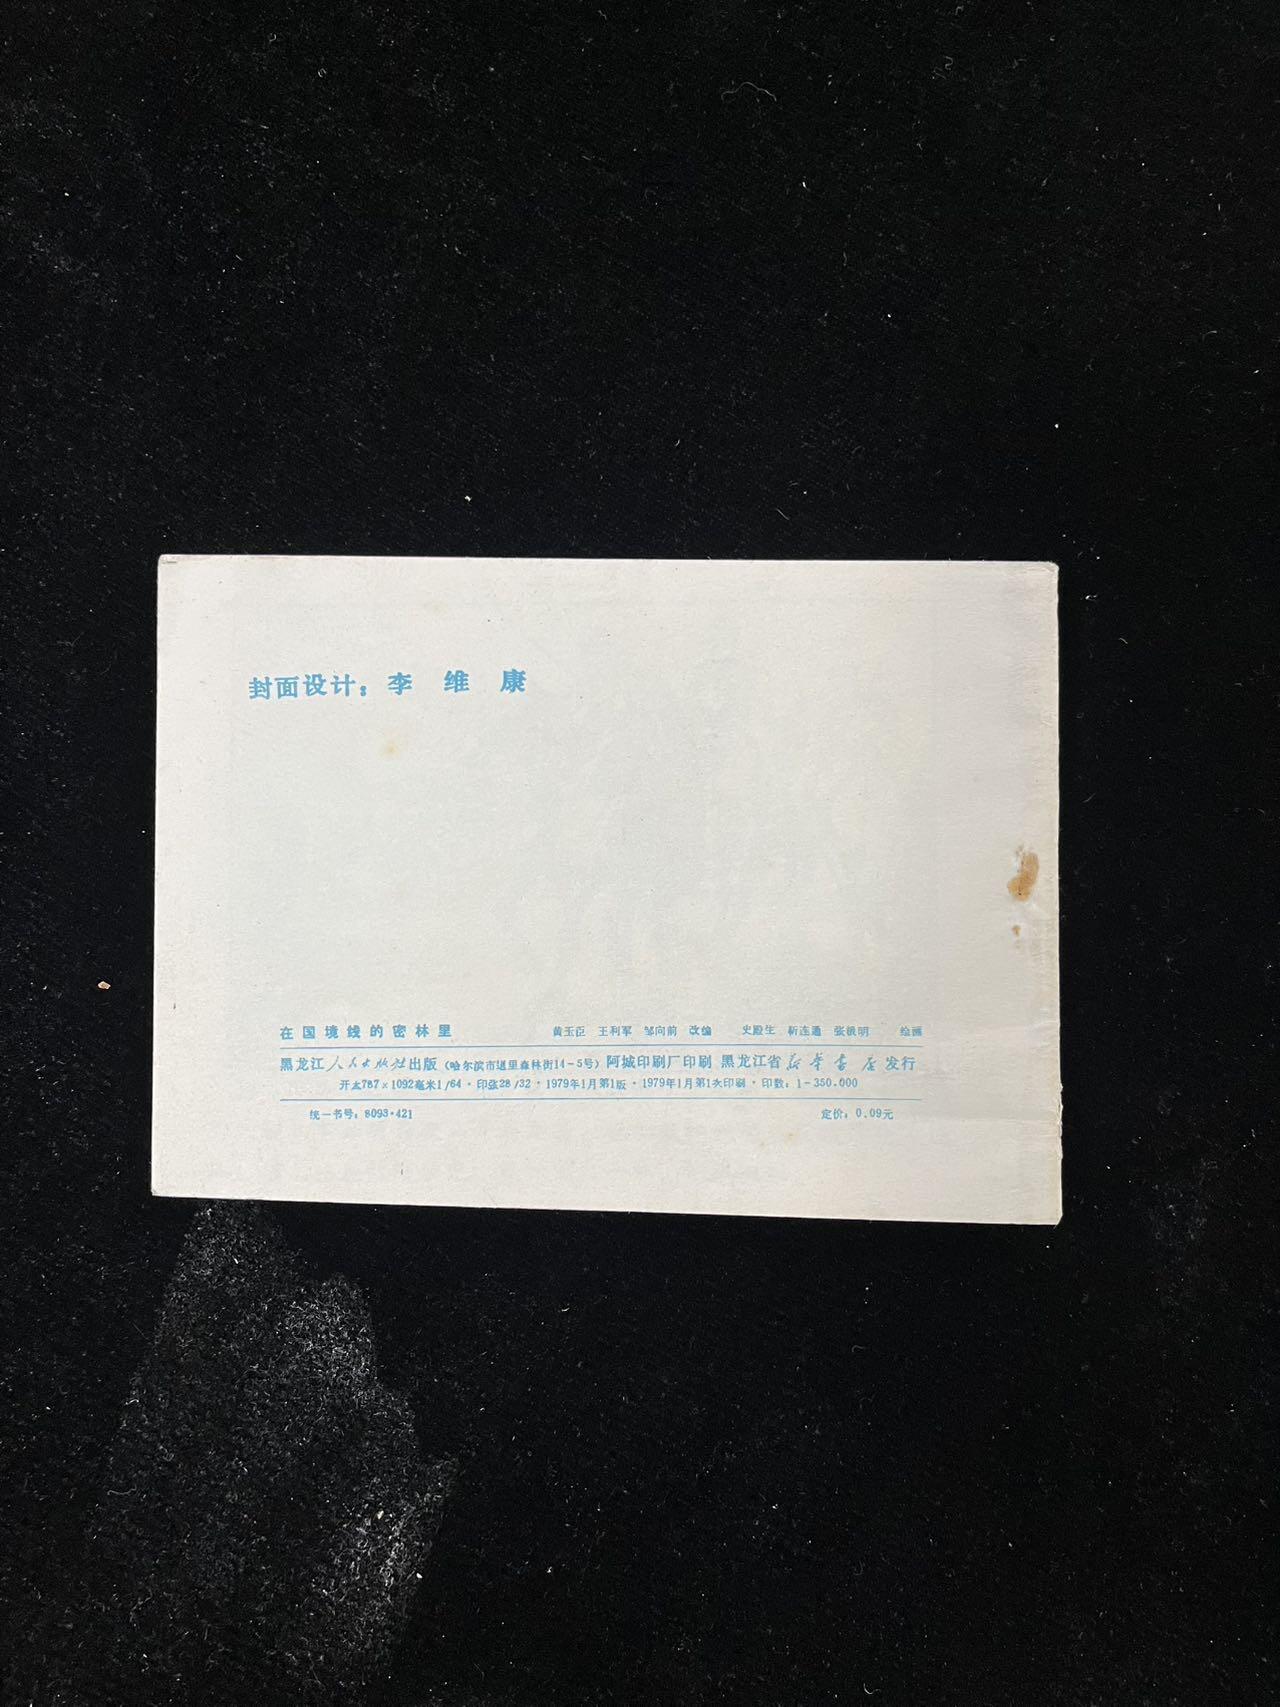 封面设计：李 维 康
在国境线的密林里 黄玉臣 王利军 邹向前 改编 史殿生 靳连通 张铁明 绘画
黑龙江人民出版社出版（哈尔滨市道里森林街14-5号）阿城印刷厂印刷 黑龙江省新华书店发行
开本787×1092毫米1/64·印张28/32·1979年1月第1版·1979年1月第1次印刷·印数：1-350.000
统一书号：8093·421 定价：0.09元